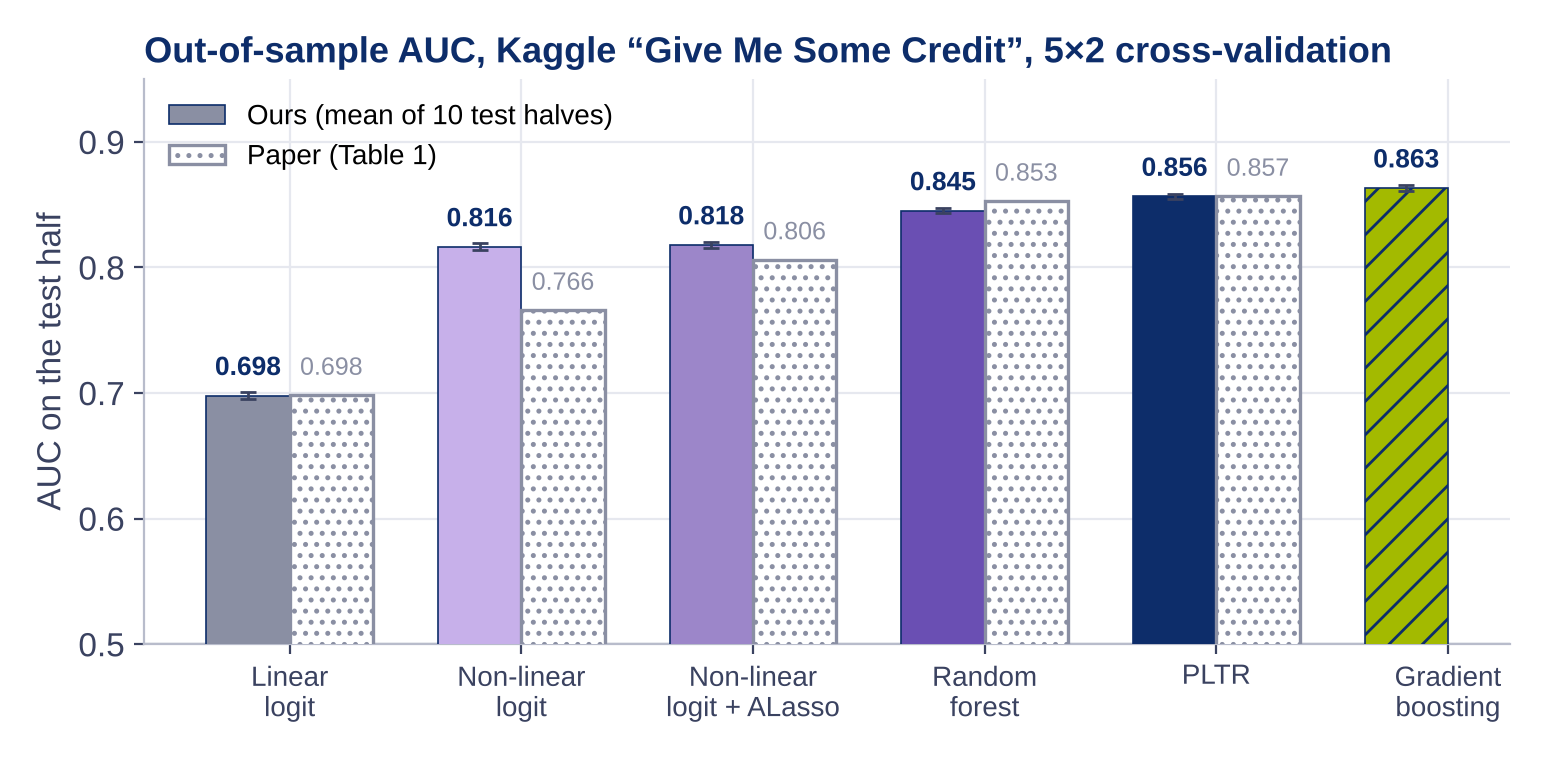 Out-of-sample AUC, Kaggle “Give Me Some Credit”, 5×2 cross-validation
Ours (mean of 10 test halves)
Paper (Table 1)
AUC on the test half
0.9
0.8
0.7
0.6
0.5
0.698
0.698
0.816
0.766
0.818
0.806
0.845
0.853
0.856
0.857
0.863
Linear
logit
Non-linear
logit
Non-linear
logit + ALasso
Random
forest
PLTR
Gradient
boosting